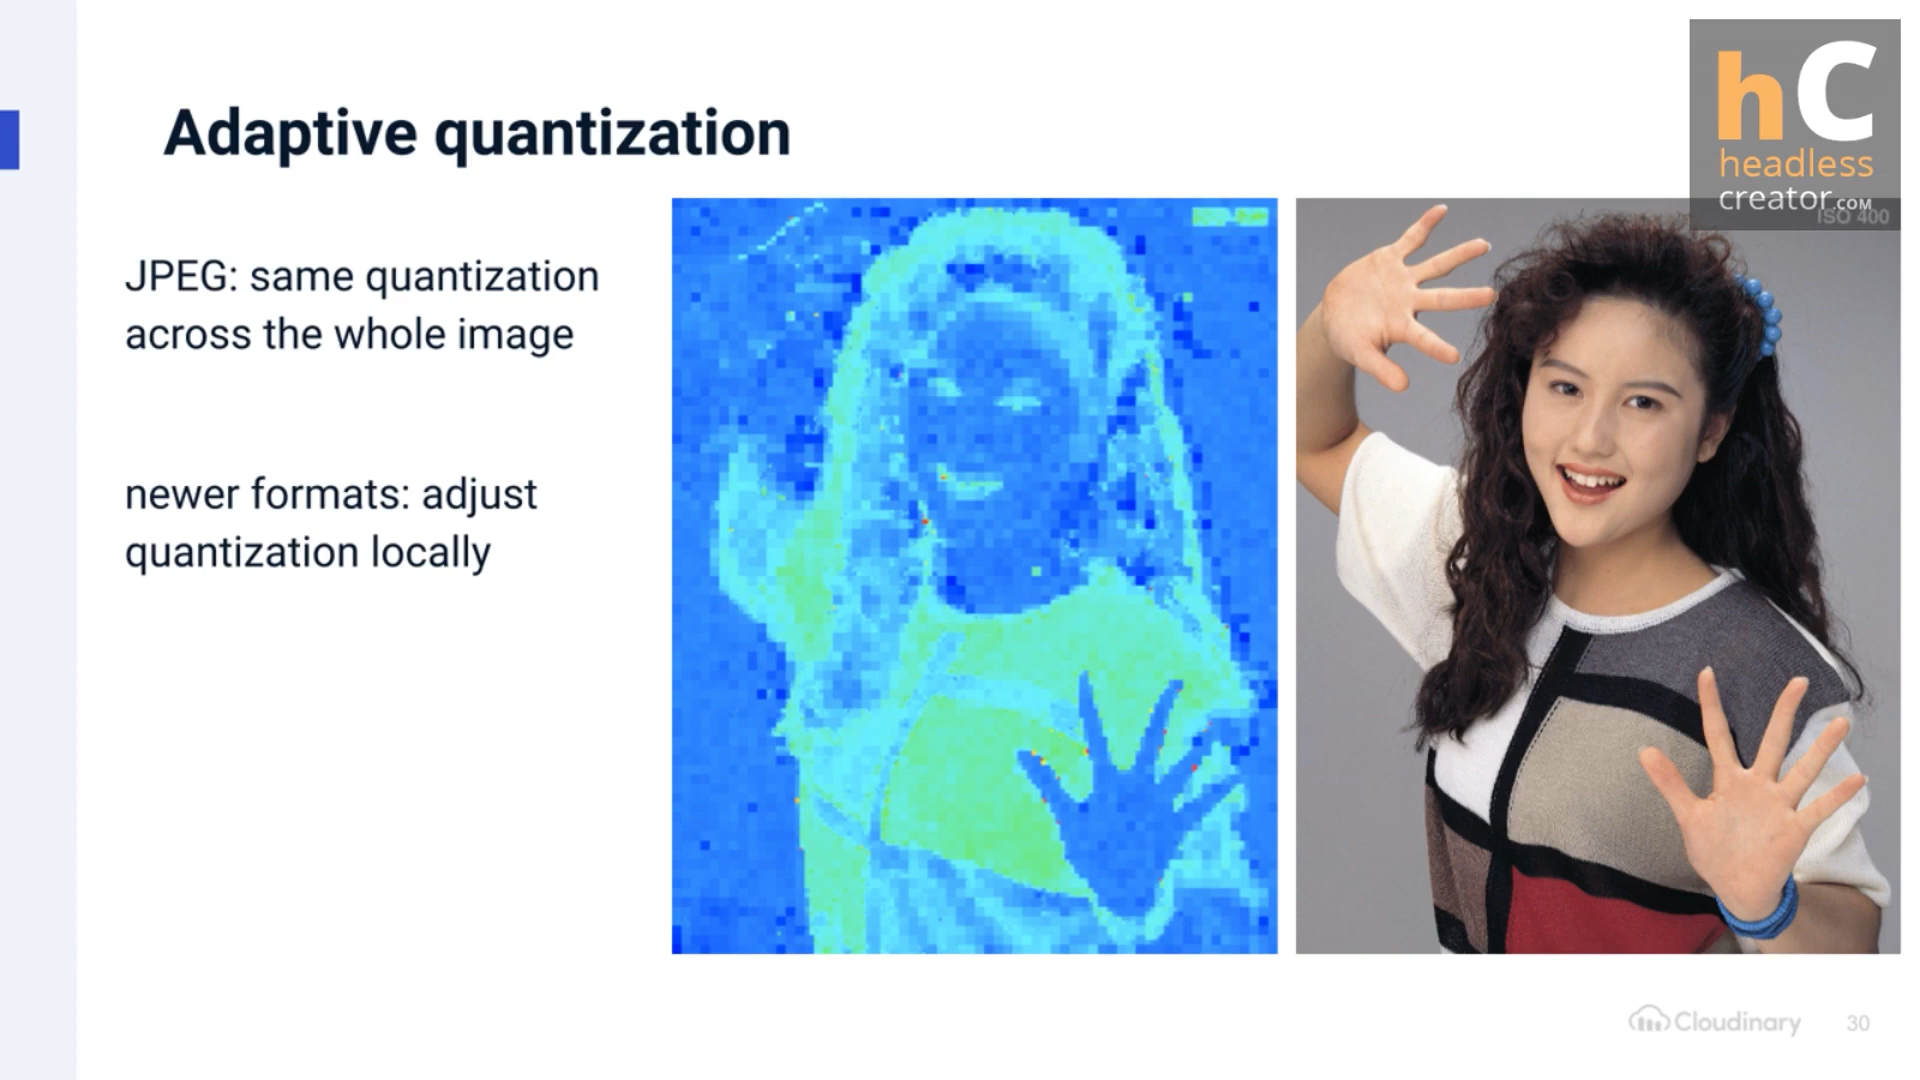 hC
headless
creator.COM
Adaptive quantization
ISO 400
JPEG: same quantization
across the whole image
newer formats: adjust
quantization locally
Cloudinary
30